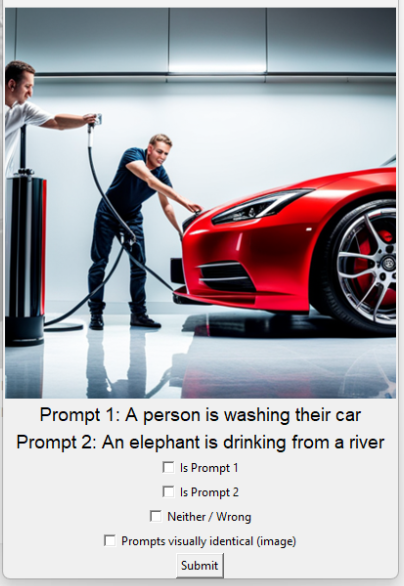 Prompt 1: A person is washing their car
Prompt 2: An elephant is drinking from a river
Is Prompt 1
Is Prompt 2
Neither / Wrong
Prompts visually identical (image)
Submit